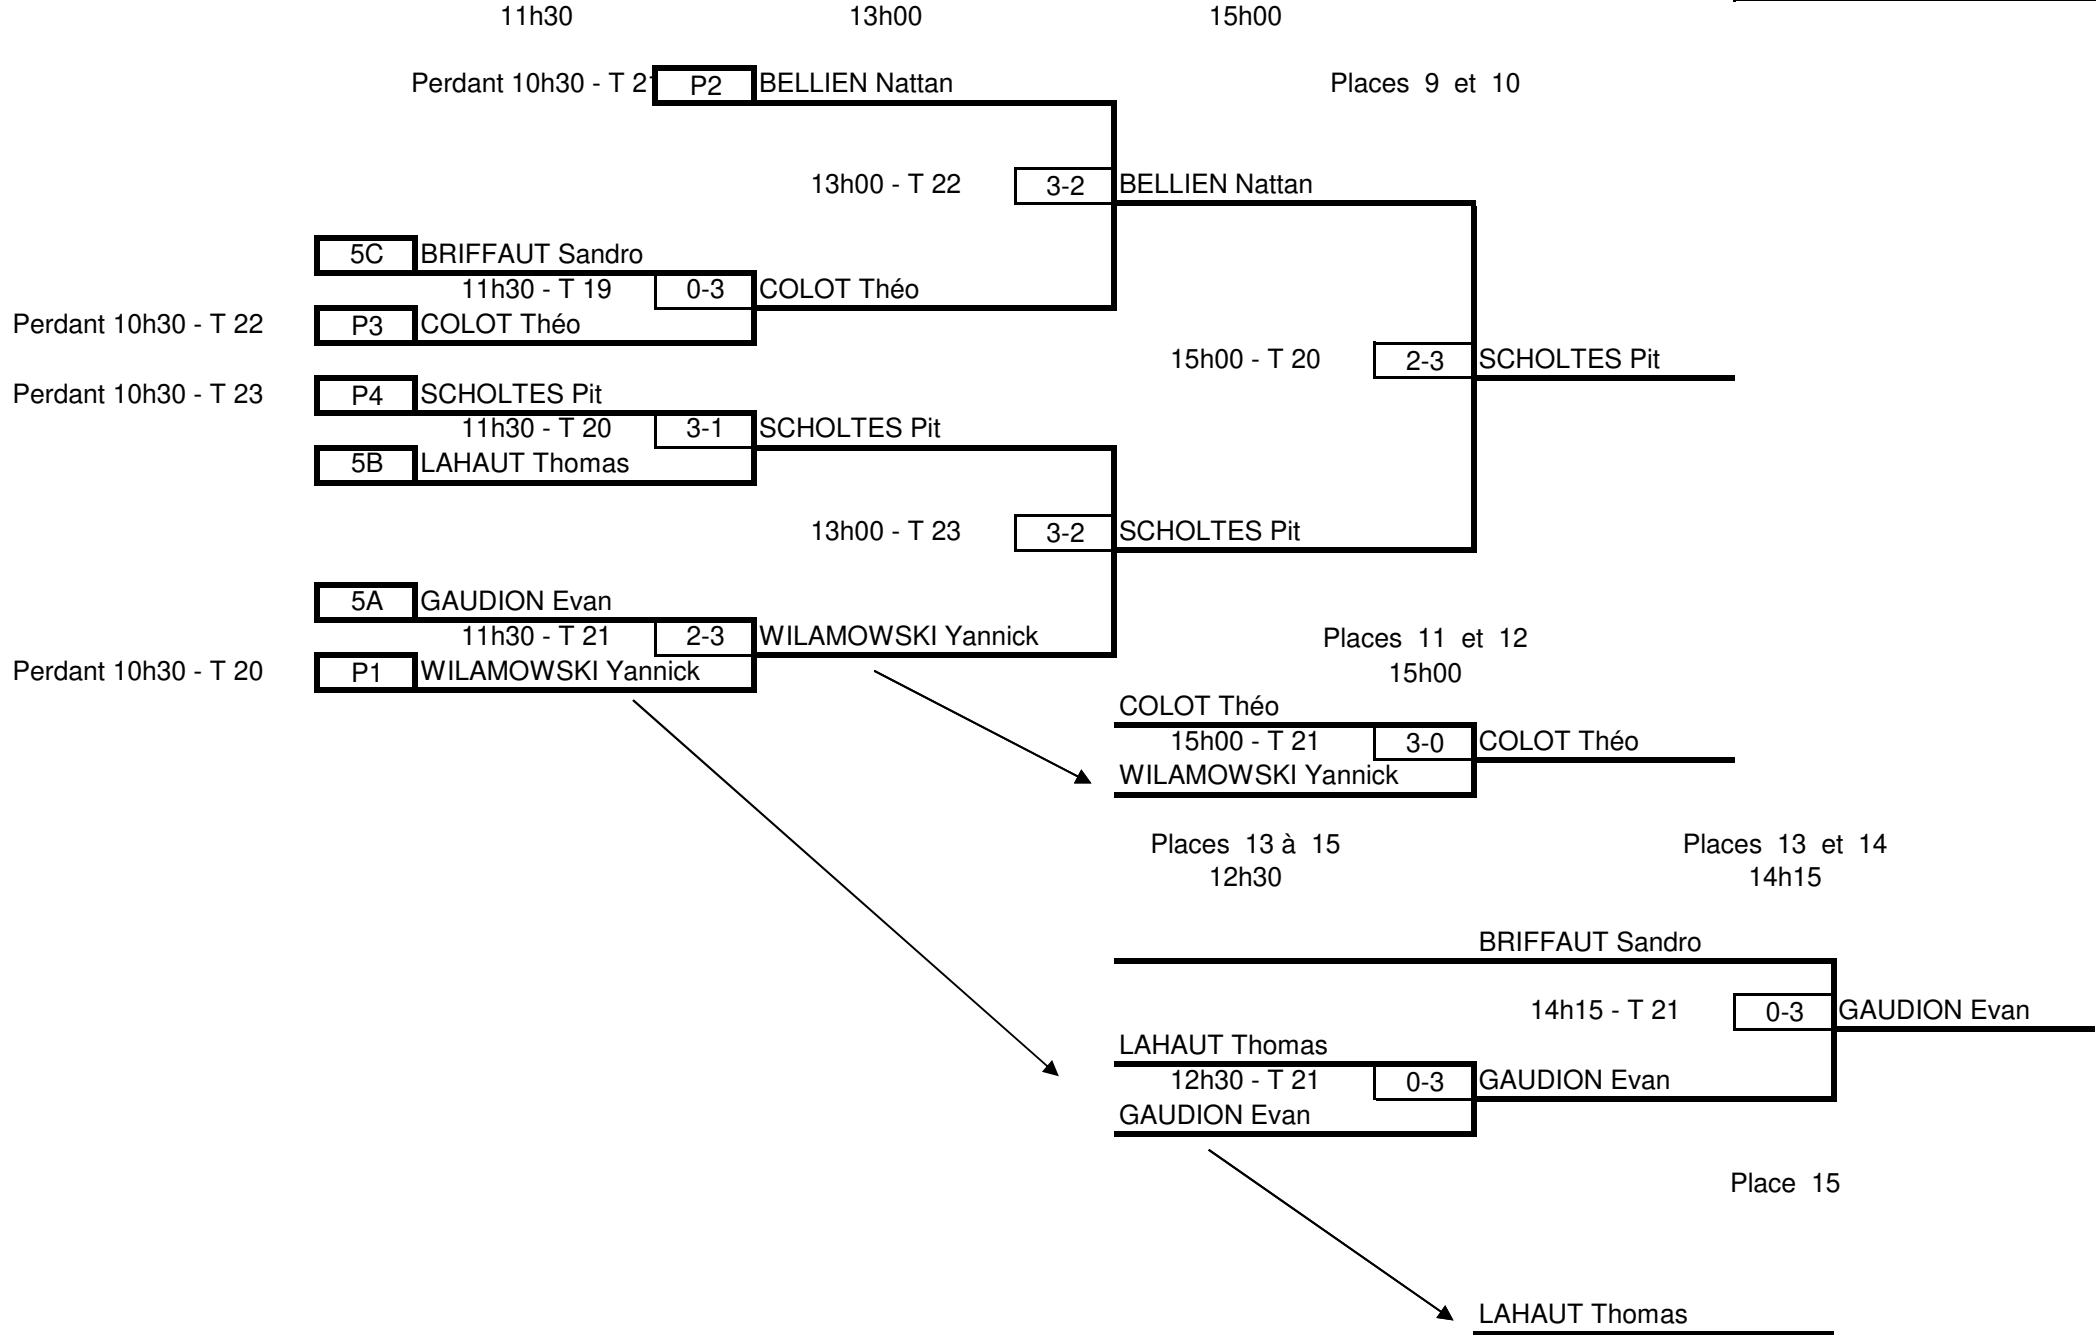 11h30 13h00 15h00
Perdant 10h30 - T 21 P2 BELLIEN Nattan Places 9 et 10
13h00 - T 22 3-2 BELLIEN Nattan
5C BRIFFAUT Sandro
11h30 - T 19 0-3 COLOT Théo
Perdant 10h30 - T 22 P3 COLOT Théo
15h00 - T 20 2-3 SCHOLTES Pit
Perdant 10h30 - T 23 P4 SCHOLTES Pit
11h30 - T 20 3-1 SCHOLTES Pit
5B LAHAUT Thomas
13h00 - T 23 3-2 SCHOLTES Pit
5A GAUDION Evan
11h30 - T 21 2-3 WILAMOWSKI Yannick Places 11 et 12
Perdant 10h30 - T 20 P1 WILAMOWSKI Yannick 15h00
COLOT Théo
15h00 - T 21 3-0 COLOT Théo
WILAMOWSKI Yannick
Places 13 à 15 Places 13 et 14
12h30 14h15
BRIFFAUT Sandro
14h15 - T 21 0-3 GAUDION Evan
LAHAUT Thomas
12h30 - T 21 0-3 GAUDION Evan
GAUDION Evan
Place 15
LAHAUT Thomas